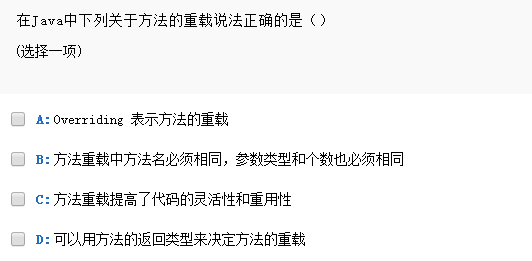 在Java中下列关于方法的重载说法正确的是（）
(选择一项)
A:Overriding 表示方法的重载
B:方法重载中方法名必须相同，参数类型和个数也必须相同
C:方法重载提高了代码的灵活性和重用性
D:可以用方法的返回类型来决定方法的重载